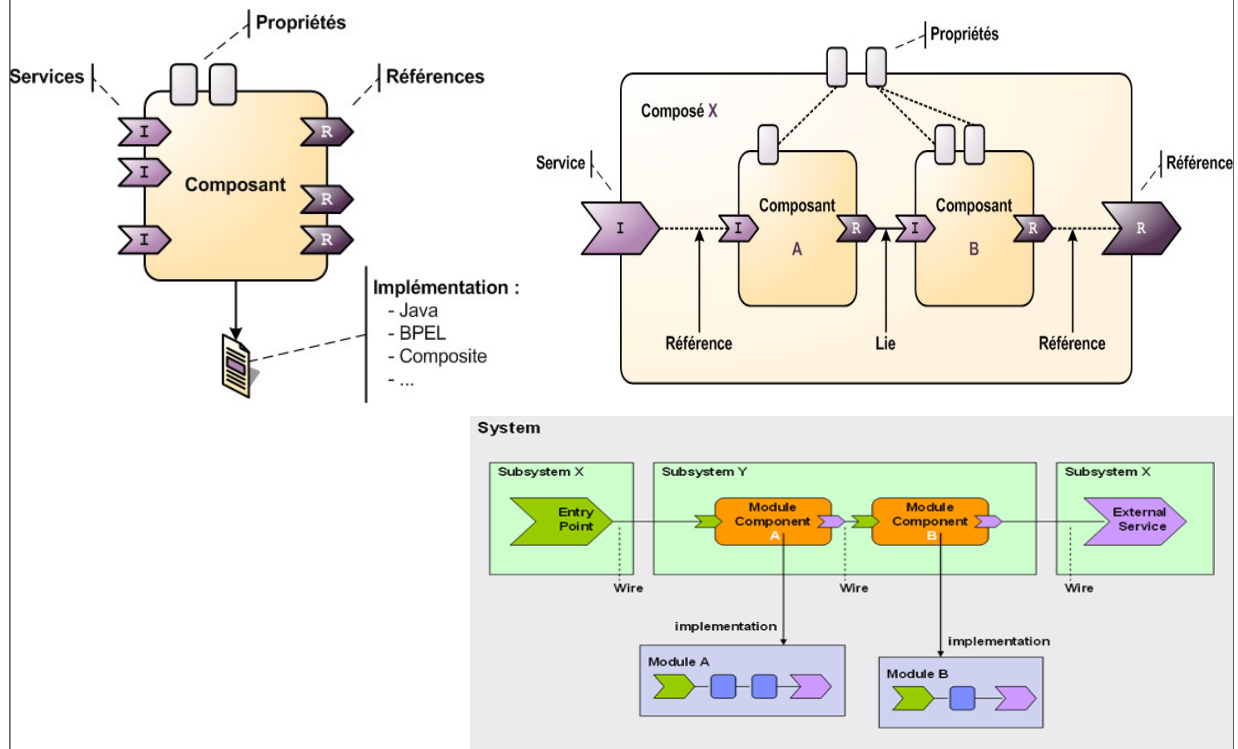 Propriétés
Services
Références
I
R
I
Composant
R
I
R
Implémentation :
- Java
- BPEL
- Composite
- ...
Propriétés
Composé X
Service
Référence
Composant
Composant
I
I
R
I
R
R
A
B
Référence
Lie
Référence
System
Subsystem X
Subsystem Y
Subsystem X
Entry
Point
Module
Component
A
Module
Component
B
External
Service
Wire
Wire
Wire
implementation
implementation
Module A
Module B